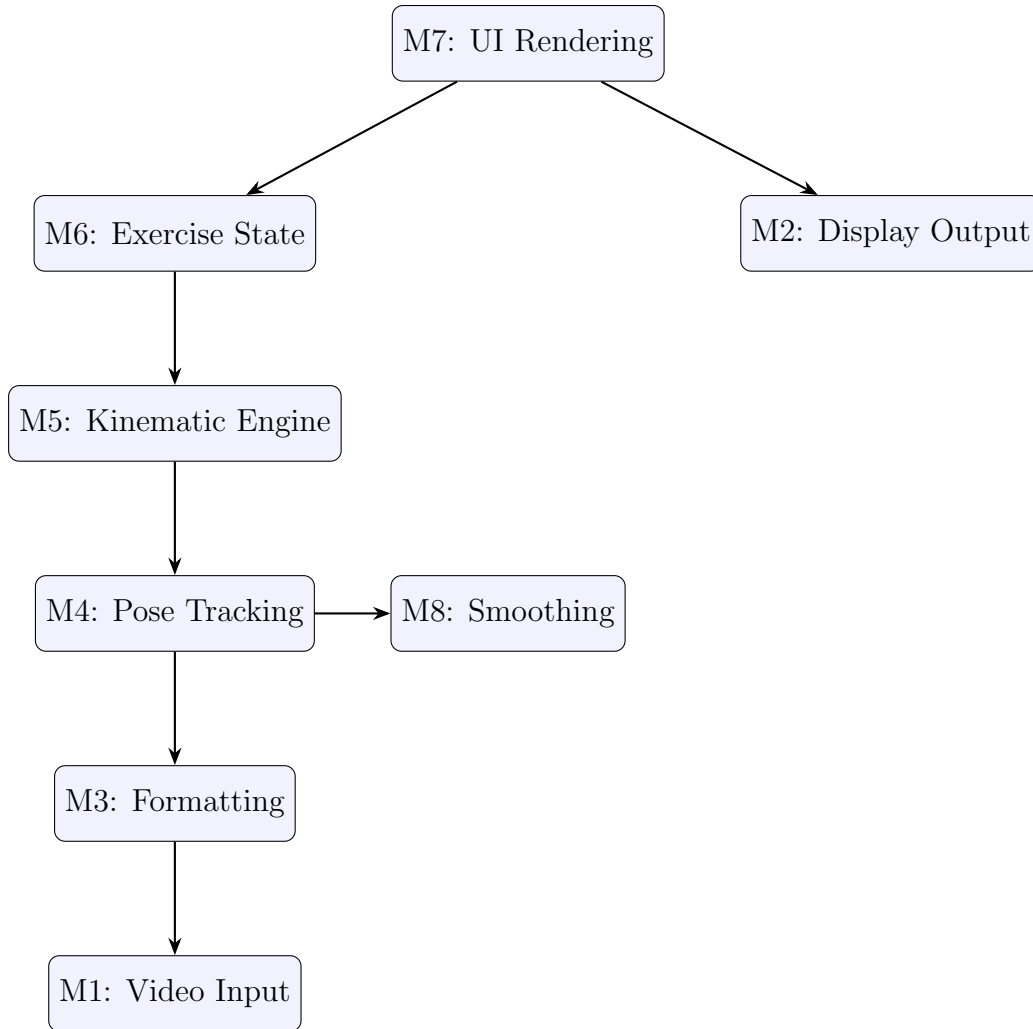 M7: UI Rendering
M6: Exercise State
M2: Display Output
M5: Kinematic Engine
M4: Pose Tracking
M8: Smoothing
M3: Formatting
M1: Video Input